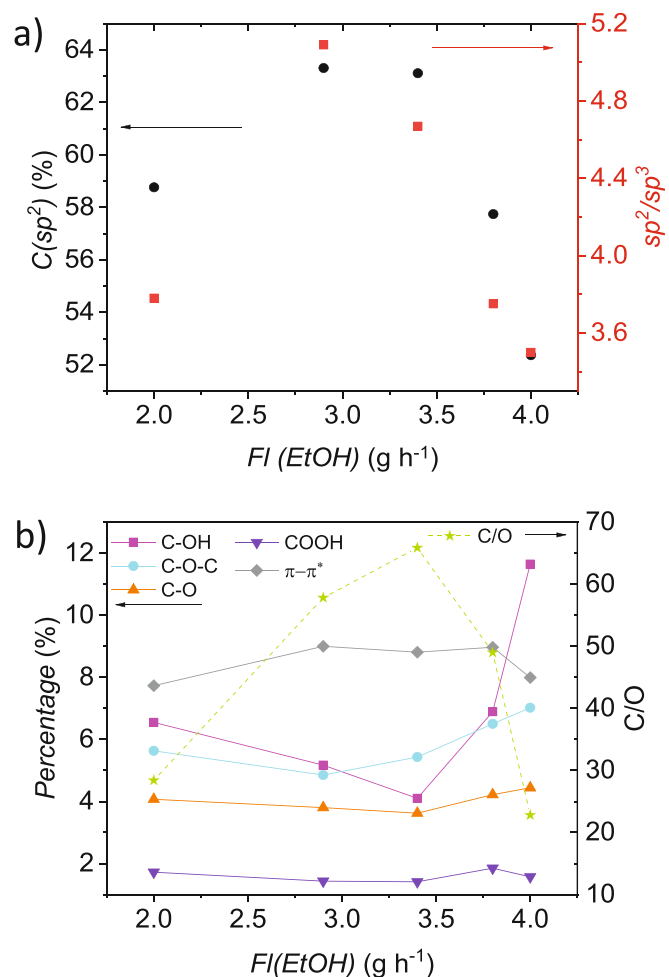 a)
64
62
60
58
56
54
52
C(sp²) (%)
5.2
4.8
4.4
4.0
3.6
sp²/sp³
2.0 2.5 3.0 3.5 4.0
Fl (EtOH) (g h⁻¹)
b)
C-OH
C-O-C
C-O
COOH
π–π*
C/O
12
10
8
6
4
2
Percentage (%)
70
60
50
40
30
20
10
C/O
2.0 2.5 3.0 3.5 4.0
Fl(EtOH) (g h⁻¹)